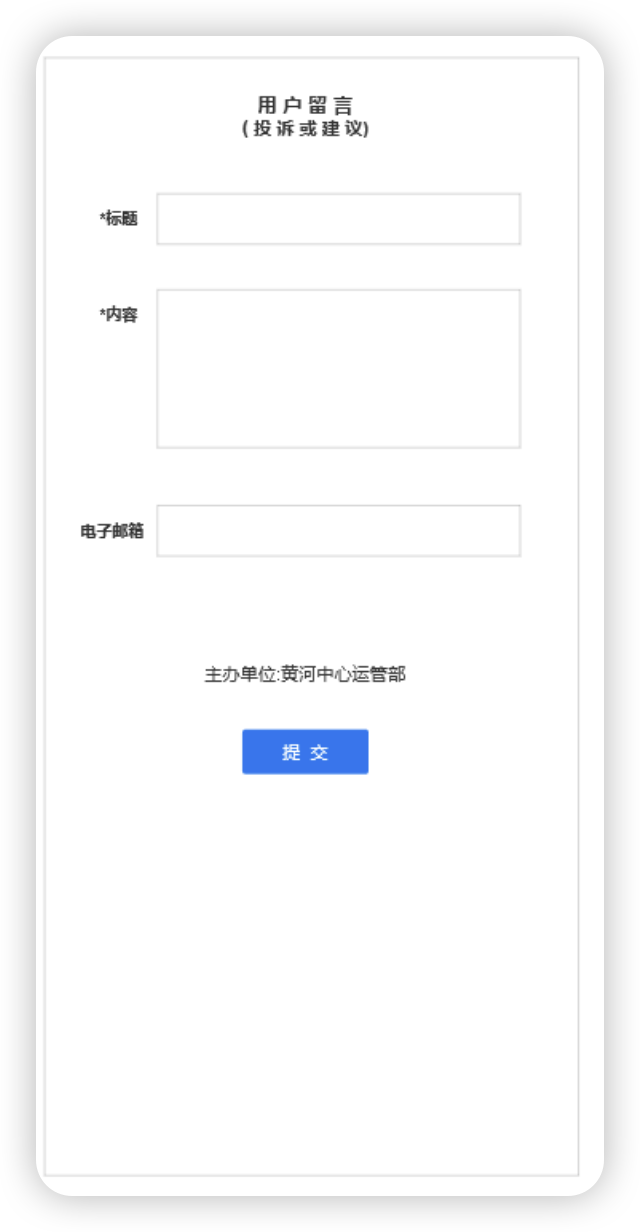 用 户 留 言
( 投 诉 或 建 议)
*标题
*内容
电子邮箱
主办单位:黄河中心运管部
提 交